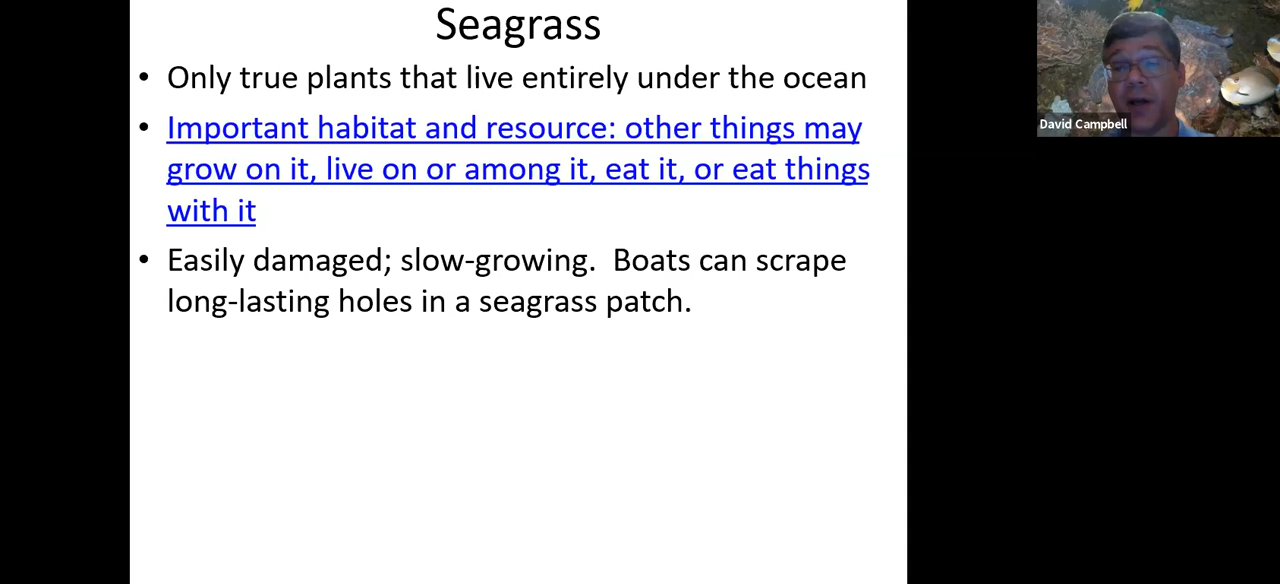 Seagrass
• Only true plants that live entirely under the ocean
• Important habitat and resource: other things may
grow on it, live on or among it, eat it, or eat things
with it
• Easily damaged; slow-growing.  Boats can scrape
long-lasting holes in a seagrass patch.
David Campbell